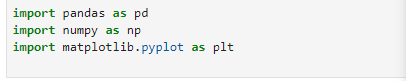 import pandas as pd
import numpy as np
import matplotlib.pyplot as plt